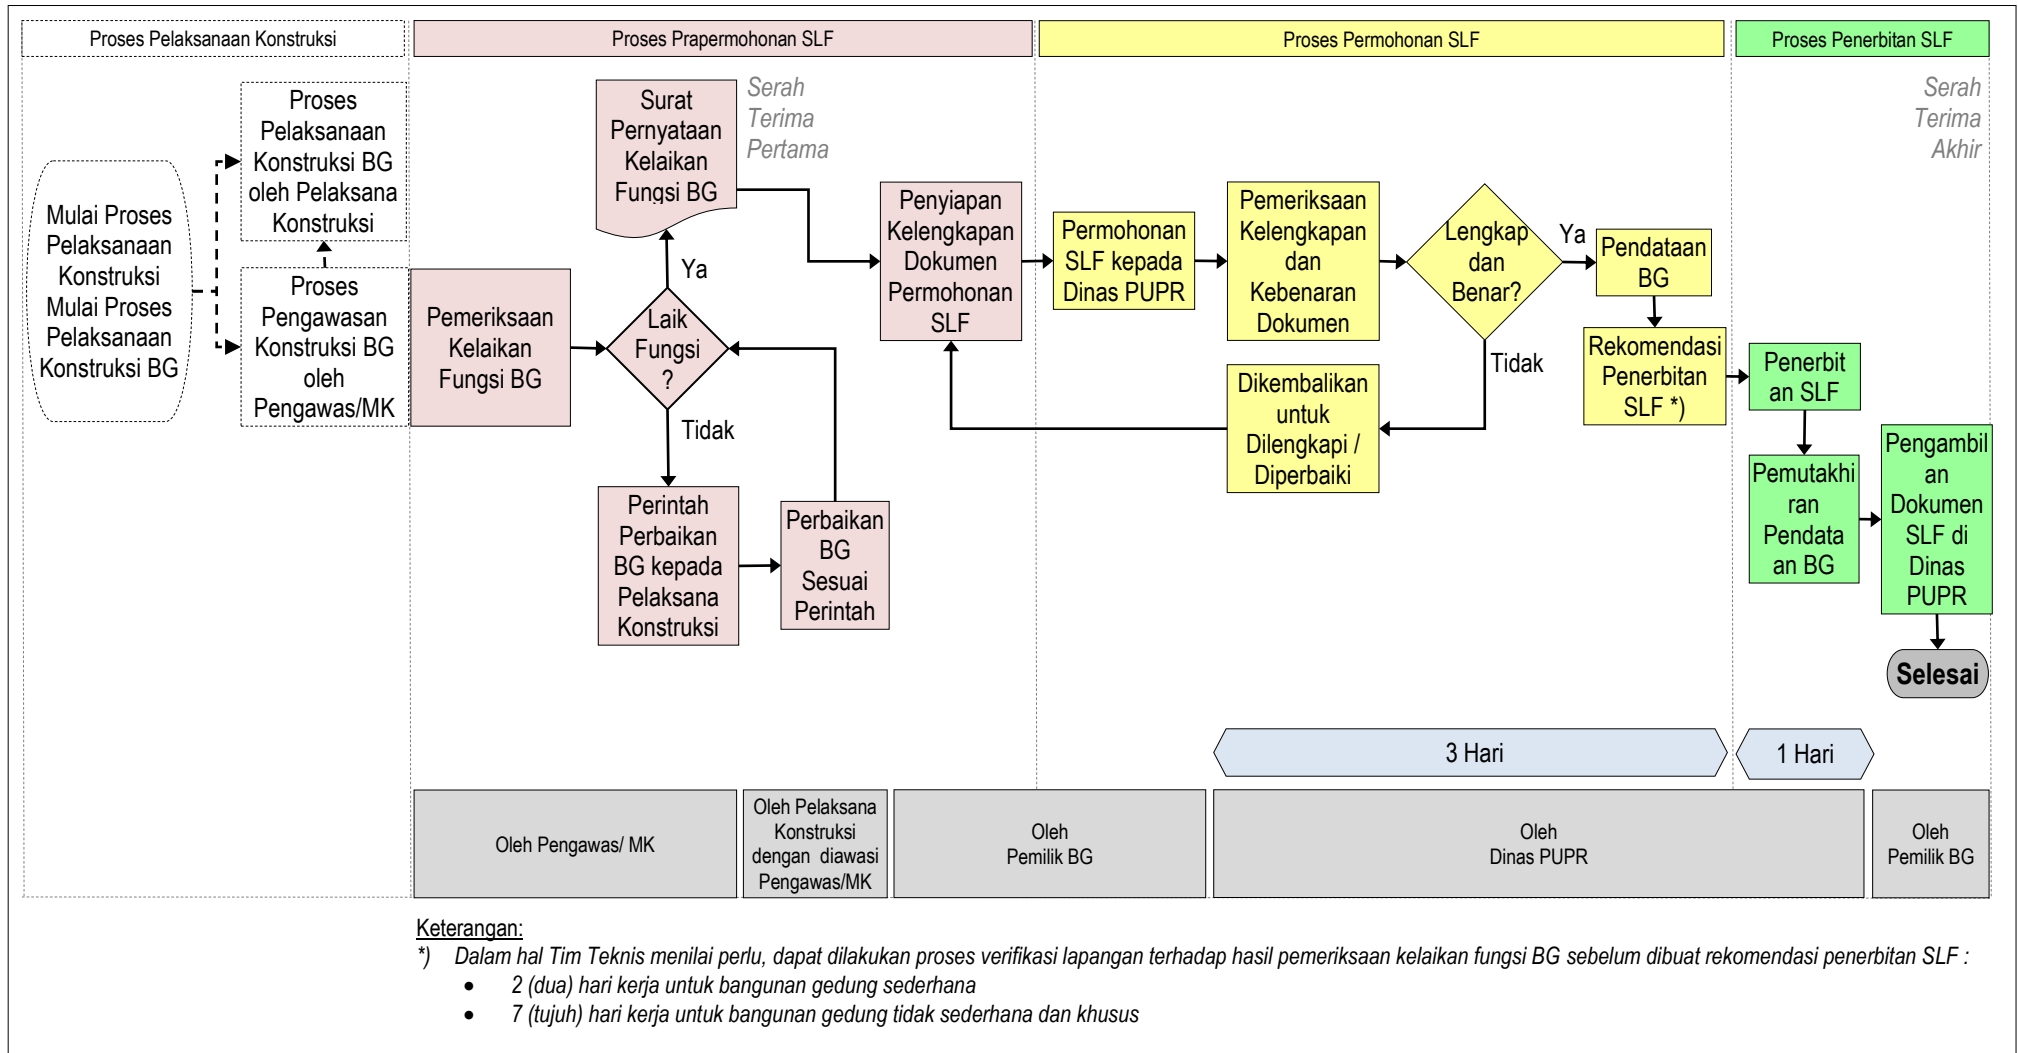 Proses Pelaksanaan Konstruksi
Proses Prapermohonan SLF
Proses Permohonan SLF
Proses Penerbitan SLF
Mulai Proses
Pelaksanaan
Konstruksi
Mulai Proses
Pelaksanaan
Konstruksi BG
Proses
Pelaksanaan
Konstruksi BG
oleh Pelaksana
Konstruksi
Proses
Pengawasan
Konstruksi BG
oleh
Pengawas/MK
Pemeriksaan
Kelaikan
Fungsi BG
Surat
Pernyataan
Kelaikan
Fungsi BG
Serah
Terima
Pertama
Ya
Laik
Fungsi
?
Tidak
Perintah
Perbaikan
BG kepada
Pelaksana
Konstruksi
Perbaikan
BG
Sesuai
Perintah
Penyiapan
Kelengkapan
Dokumen
Permohonan
SLF
Permohonan
SLF kepada
Dinas PUPR
Pemeriksaan
Kelengkapan
dan
Kebenaran
Dokumen
Lengkap
dan
Benar?
Ya
Tidak
Dikembalikan
untuk
Dilengkapi /
Diperbaiki
Pendataan
BG
Rekomendasi
Penerbitan
SLF *)
Serah
Terima
Akhir
Penerbit
an SLF
Pemutakhi
ran
Pendata
an BG
Pengambil
an
Dokumen
SLF di
Dinas
PUPR
Selesai
3 Hari
1 Hari
Oleh Pengawas/ MK
Oleh Pelaksana
Konstruksi
dengan diawasi
Pengawas/MK
Oleh
Pemilik BG
Oleh
Dinas PUPR
Oleh
Pemilik BG
Keterangan:
*) Dalam hal Tim Teknis menilai perlu, dapat dilakukan proses verifikasi lapangan terhadap hasil pemeriksaan kelaikan fungsi BG sebelum dibuat rekomendasi penerbitan SLF :
• 2 (dua) hari kerja untuk bangunan gedung sederhana
• 7 (tujuh) hari kerja untuk bangunan gedung tidak sederhana dan khusus